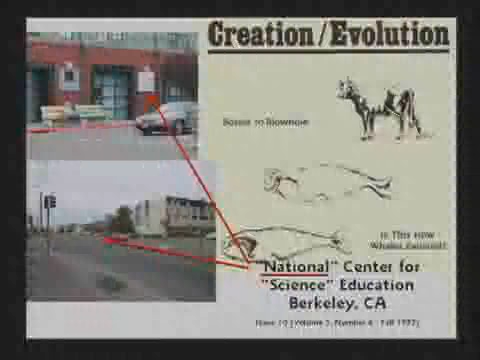 Creation/Evolution
Bossie to Blowhole
Is This How
Whales Evolved?
"National" Center for
"Science" Education
Berkeley, CA